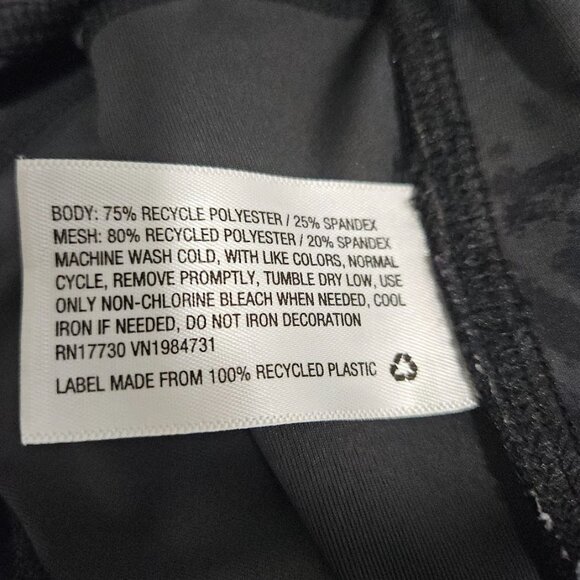 BODY: 75% RECYCLE POLYESTER / 25% SPANDEX
MESH: 80% RECYCLED POLYESTER / 20% SPANDEX
MACHINE WASH COLD, WITH LIKE COLORS, NORMAL
CYCLE, REMOVE PROMPTLY, TUMBLE DRY LOW, USE
ONLY NON-CHLORINE BLEACH WHEN NEEDED, COOL
IRON IF NEEDED, DO NOT IRON DECORATION
RN17730 VN1984731
LABEL MADE FROM 100% RECYCLED PLASTIC